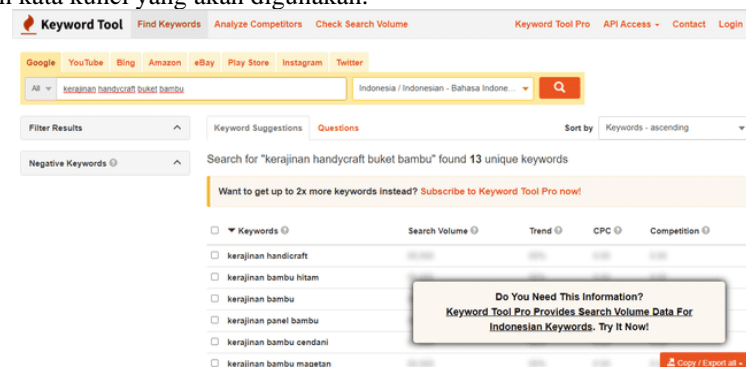 kata kunci yang akan digunakan.
Keyword Tool Find Keywords Analyze Competitors Check Search Volume Keyword Tool Pro API Access Contact Login
Google YouTube Bing Amazon eBay Play Store Instagram Twitter
All kerajinan handycraft buket bambu Indonesia / Indonesian - Bahasa Indone...
Filter Results Keyword Suggestions Questions Sort by Keywords - ascending
Negative Keywords Search for "kerajinan handycraft buket bambu" found 13 unique keywords
Want to get up to 2x more keywords instead? Subscribe to Keyword Tool Pro now!
Keywords Search Volume Trend CPC Competition
kerajinan handicraft
kerajinan bambu hitam
kerajinan bambu
kerajinan panel bambu
kerajinan bambu cendani
kerajinan bambu magetan
Do You Need This Information?
Keyword Tool Pro Provides Search Volume Data For
Indonesian Keywords. Try It Now!
Copy / Export all